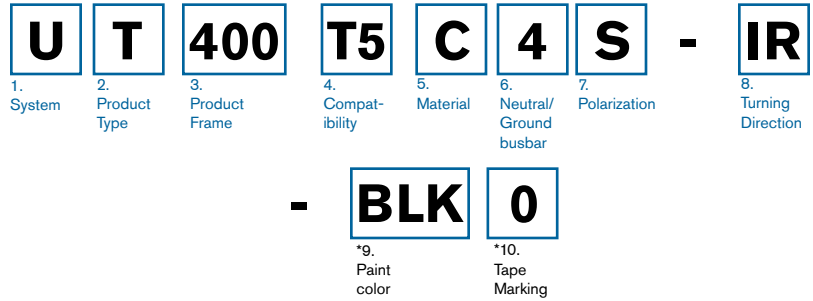 U T 400 T5 C 4 S - IR
1. 2. 3. 4. 5. 6. 7. 8.
System Product Product Compat- Material Neutral/ Polarization Turning
Type Frame ibility Ground Direction
busbar
- BLK 0
*9. *10.
Paint Tape
color Marking